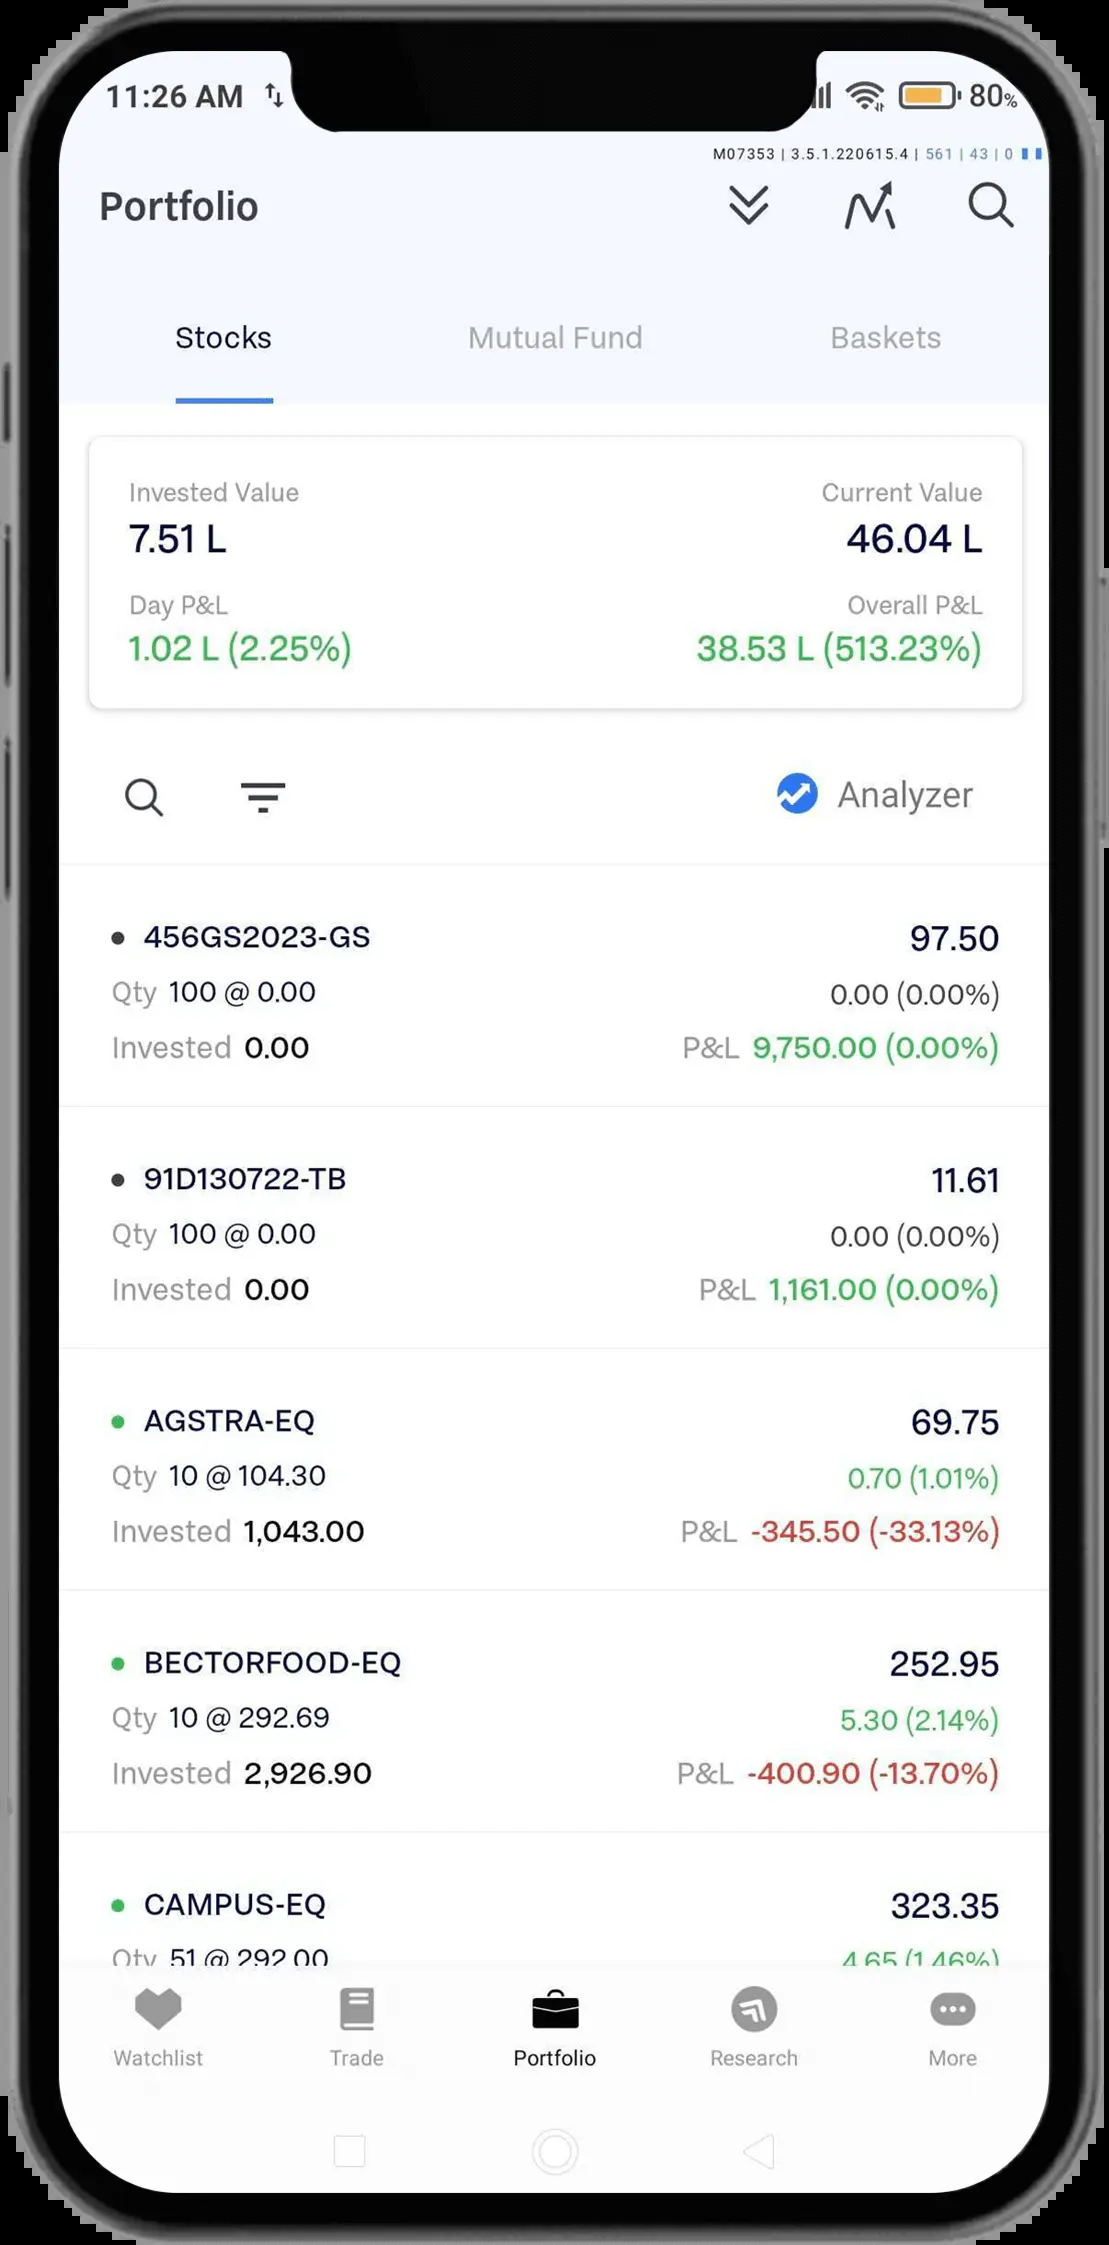 11:26 AM 80%
M07353 | 3.5.1.220615.4 | 561 | 43 | 0
Portfolio
Stocks Mutual Fund Baskets
Invested Value Current Value
7.51 L 46.04 L
Day P&L Overall P&L
1.02 L (2.25%) 38.53 L (513.23%)
Analyzer
456GS2023-GS 97.50
Qty 100 @ 0.00 0.00 (0.00%)
Invested 0.00 P&L 9,750.00 (0.00%)
91D130722-TB 11.61
Qty 100 @ 0.00 0.00 (0.00%)
Invested 0.00 P&L 1,161.00 (0.00%)
AGSTRA-EQ 69.75
Qty 10 @ 104.30 0.70 (1.01%)
Invested 1,043.00 P&L -345.50 (-33.13%)
BECTORFOOD-EQ 252.95
Qty 10 @ 292.69 5.30 (2.14%)
Invested 2,926.90 P&L -400.90 (-13.70%)
CAMPUS-EQ 323.35
Qty 51 @ 292.00 4.65 (1.46%)
Watchlist Trade Portfolio Research More